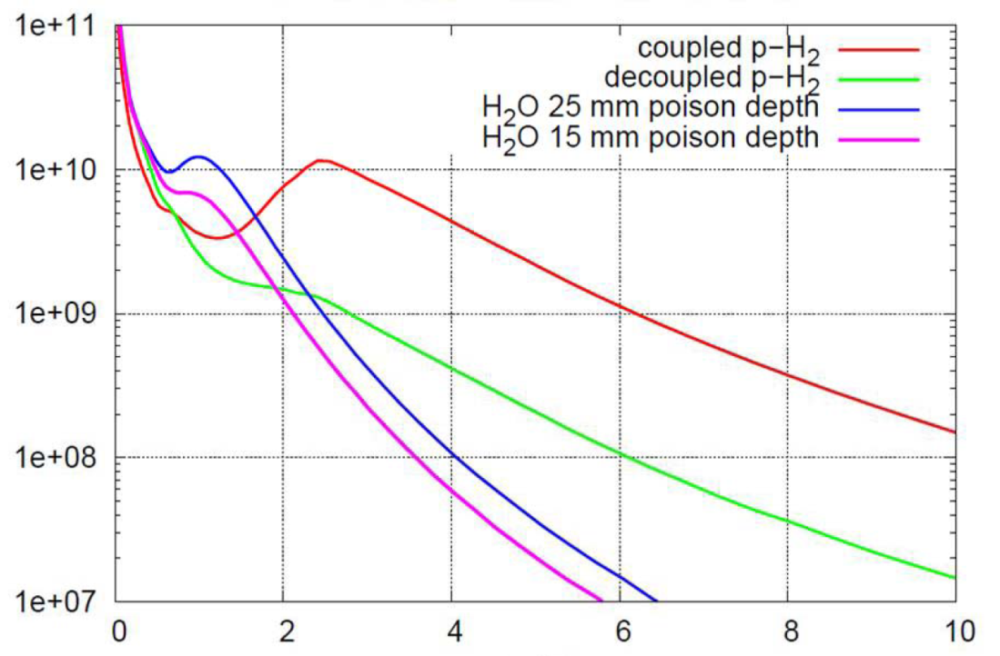 1e+11
1e+10
1e+09
1e+08
1e+07
coupled p−H2
decoupled p−H2
H2O 25 mm poison depth
H2O 15 mm poison depth
0 2 4 6 8 10